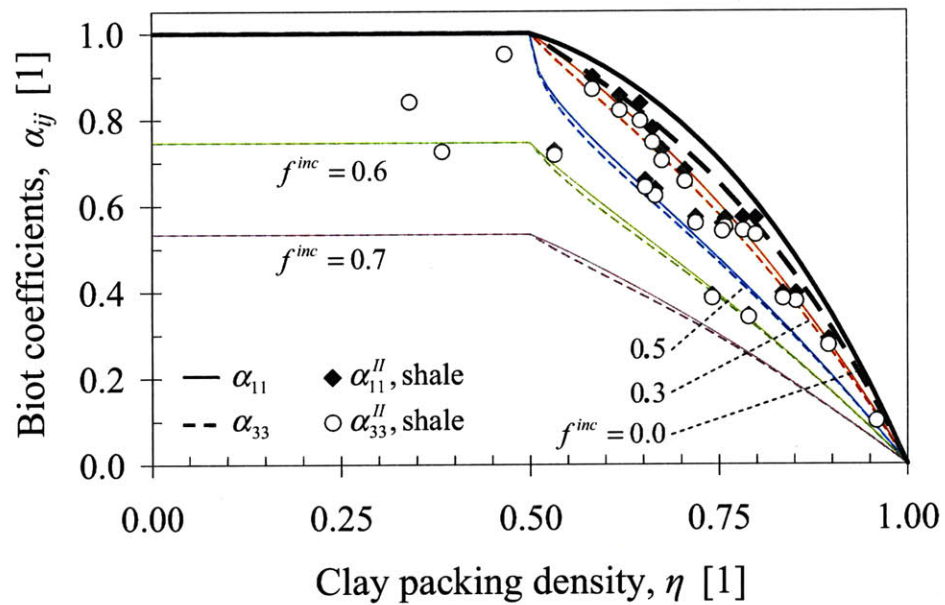 Biot coefficients, α_ij [1]
1.0
0.8
0.6
0.4
0.2
0.0
f^inc = 0.6
f^inc = 0.7
0.5
0.3
f^inc = 0.0
α_11
α_11^II, shale
α_33
α_33^II, shale
0.00 0.25 0.50 0.75 1.00
Clay packing density, η [1]